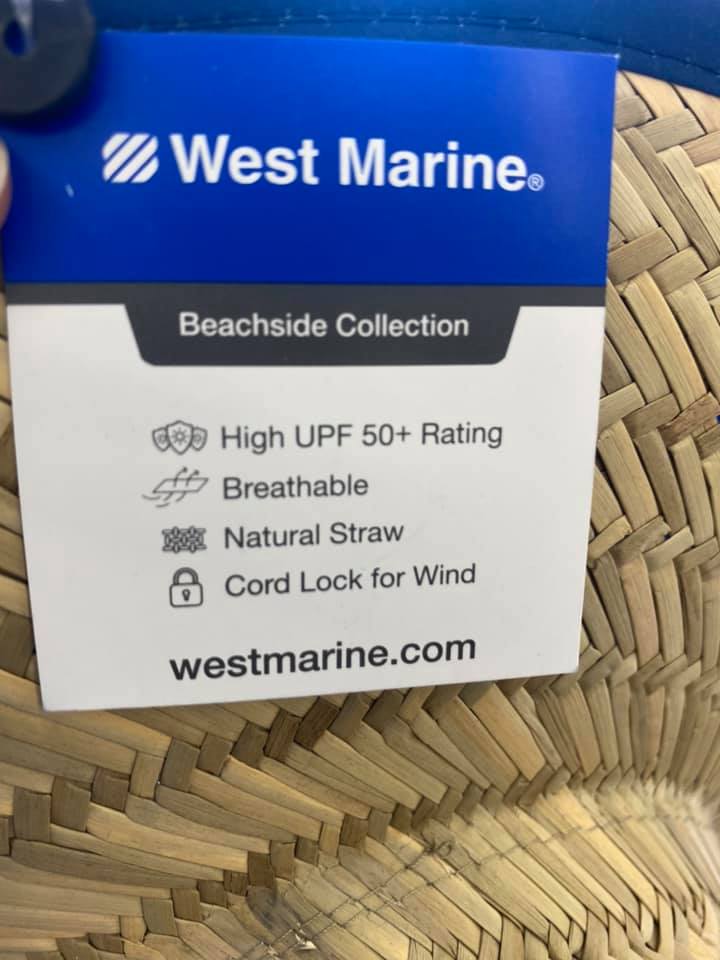 West Marine®
Beachside Collection
High UPF 50+ Rating
Breathable
Natural Straw
Cord Lock for Wind
westmarine.com